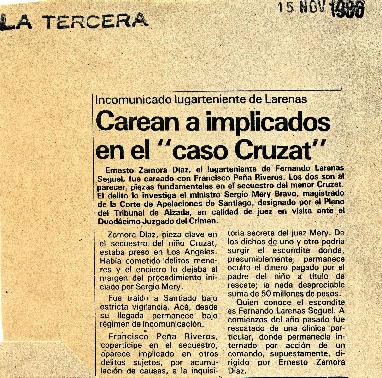 LA TERCERA
15 NOV 1986
Incomunicado lugarteniente de Larenas
Carean a implicados
en el "caso Cruzat"
Ernesto Zamora Díaz, el lugarteniente de Fernando Larenas
Seguel, fue careado con Francisco Peña Riveros. Los dos son al
parecer, piezas fundamentales en el secuestro del menor Cruzat.
El delito lo investiga el ministro Sergio Mery Bravo, magistrado
de la Corte de Apelaciones de Santiago, designado por el Pleno
del Tribunal de Alzada, en calidad de juez en visita ante el
Duodécimo Juzgado del Crimen.
Zamora Díaz, pieza clave en
el secuestro del niño Cruzat,
estaba preso en Los Angeles.
Había cometido delitos meno-
res y el encierro lo dejaba al
margen del procedimiento ini-
ciado por Sergio Mery.
Fue traído a Santiado bajo
estricta vigilancia. Acá, desde
su llegada permanece bajo
régimen de incomunicación.
Francisco Peña Riveros,
copartícipe en el secuestro,
aparece implicado en otros
delitos sujetos, por acumu-
lación de causas, a la inquisi-
toria secreta del juez Mery. De
los dichos de uno y otro podría
surgir el escondite donde,
presumiblemente, permanece
oculto el dinero pagado por el
padre del niño a título de
rescate; la nada despreciable
suma de 50 millones de pesos.
Quien conoce el escondite
es Fernando Larenas Seguel. A
comienzos del año pasado fue
rescatado de una clínica par-
ticular, donde permanecía in-
ternado por acción de un
comando, supuestamente, di-
rigido por Ernesto Zamora
Díaz.